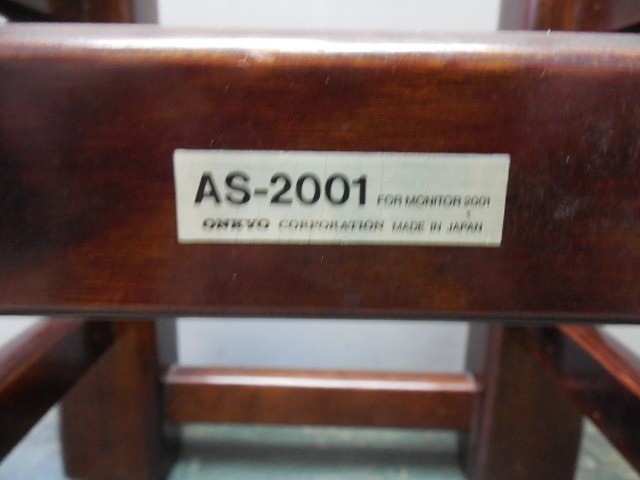 AS-2001 FOR MONITOR 2001
ONKYO CORPORATION MADE IN JAPAN